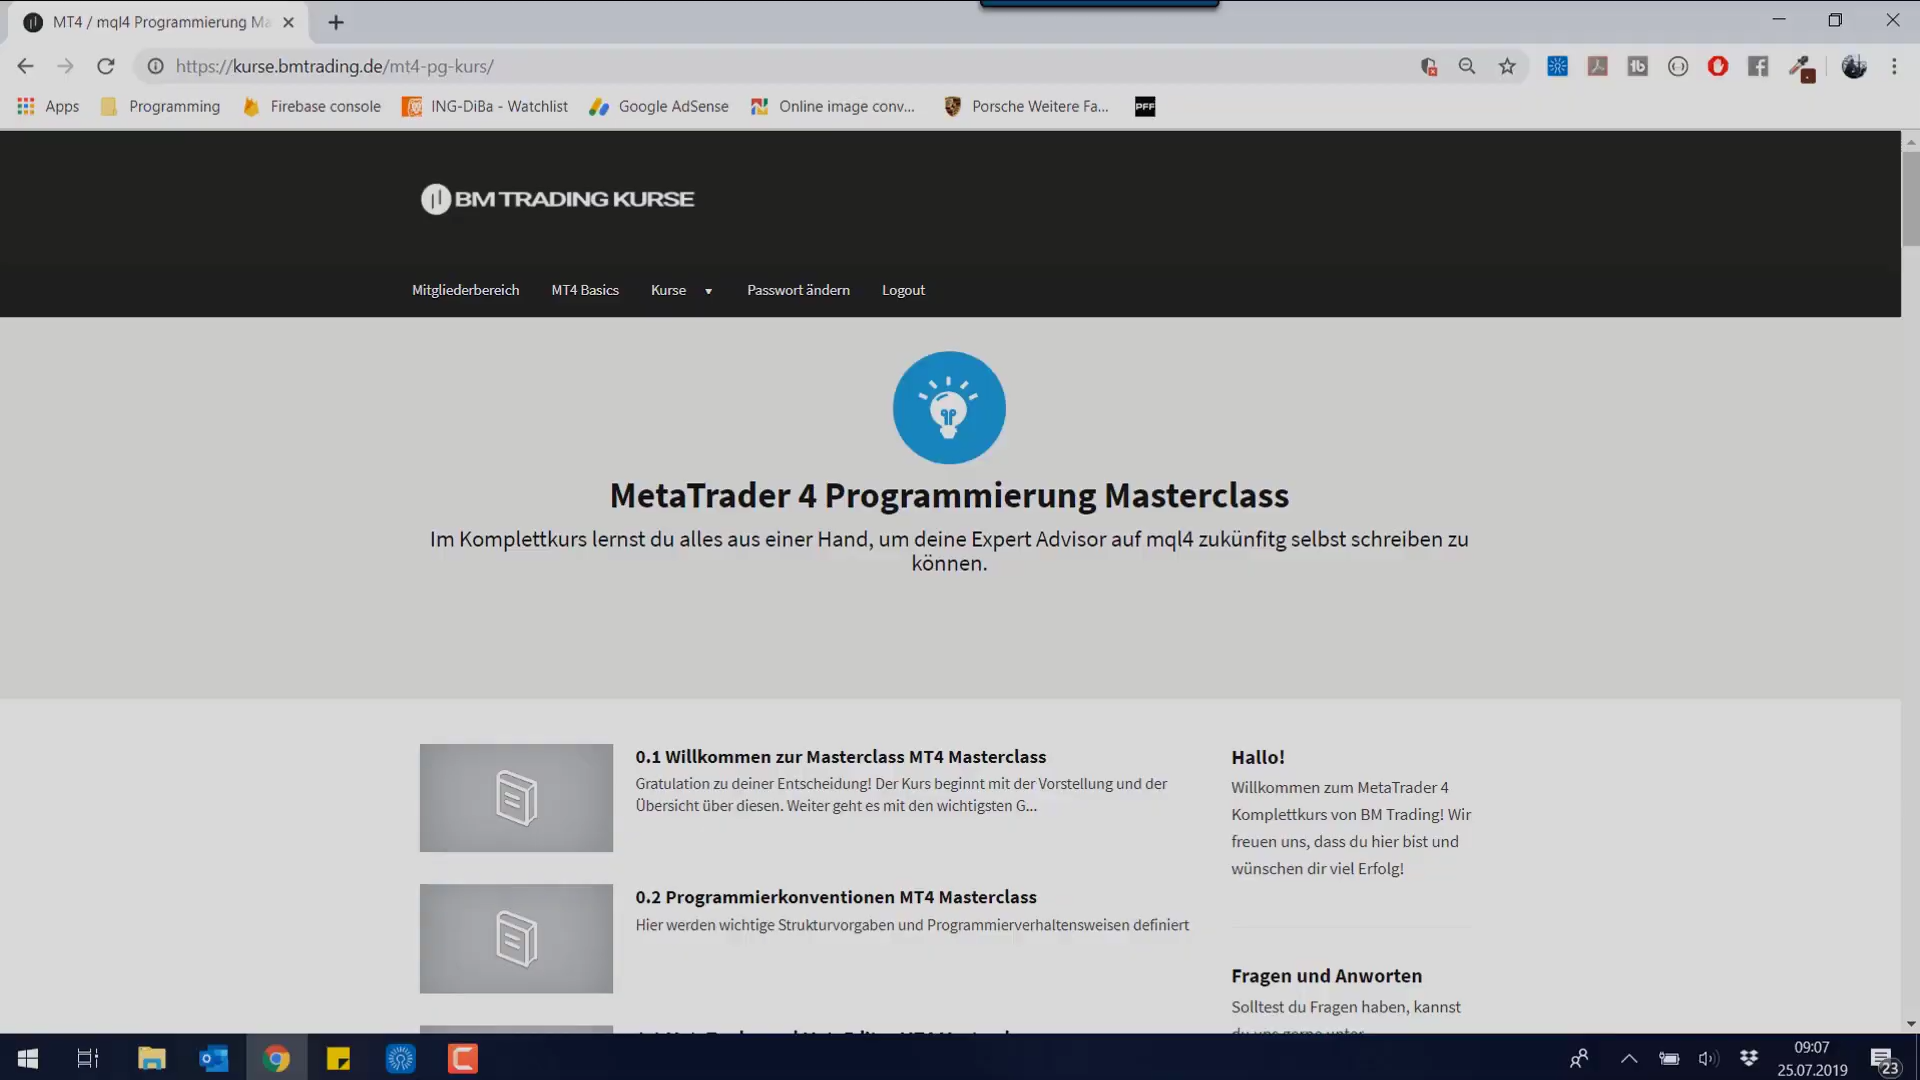 MT4 / mql4 Programmierung Ma
https://kurse.bmtrading.de/mt4-pg-kurs/
Apps
Programming
Firebase console
ING-DiBa - Watchlist
Google AdSense
Online image conv...
Porsche Weitere Fa...
PFF
BM TRADING KURSE
Mitgliederbereich
MT4 Basics
Kurse
Passwort ändern
Logout
MetaTrader 4 Programmierung Masterclass
Im Komplettkurs lernst du alles aus einer Hand, um deine Expert Advisor auf mql4 zukünfitg selbst schreiben zu
können.
0.1 Willkommen zur Masterclass MT4 Masterclass
Gratulation zu deiner Entscheidung! Der Kurs beginnt mit der Vorstellung und der
Übersicht über diesen. Weiter geht es mit den wichtigsten G...
0.2 Programmierkonventionen MT4 Masterclass
Hier werden wichtige Strukturvorgaben und Programmierverhaltensweisen definiert
Hallo!
Willkommen zum MetaTrader 4
Komplettkurs von BM Trading! Wir
freuen uns, dass du hier bist und
wünschen dir viel Erfolg!
Fragen und Anworten
Solltest du Fragen haben, kannst
du uns gerne unter
09:07
25.07.2019
23